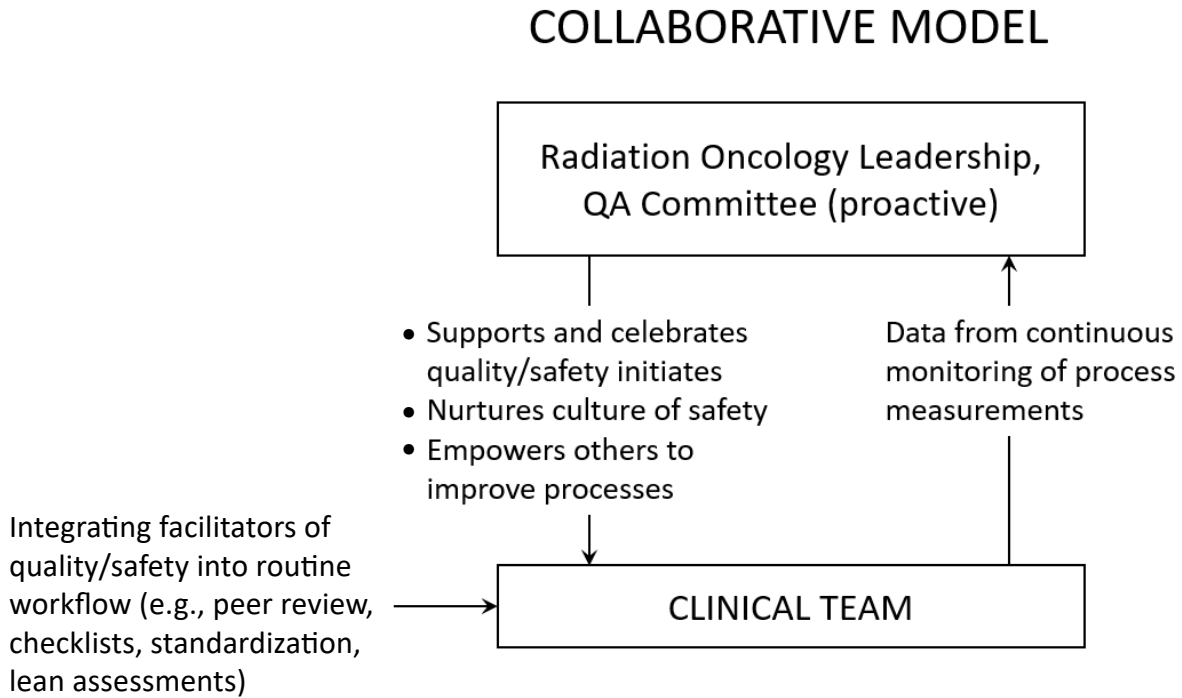 COLLABORATIVE MODEL
Radiation Oncology Leadership,
QA Committee (proactive)
• Supports and celebrates
quality/safety initiates
• Nurtures culture of safety
• Empowers others to
improve processes
Data from continuous
monitoring of process
measurements
Integrating facilitators of
quality/safety into routine
workflow (e.g., peer review,
checklists, standardization,
lean assessments)
CLINICAL TEAM